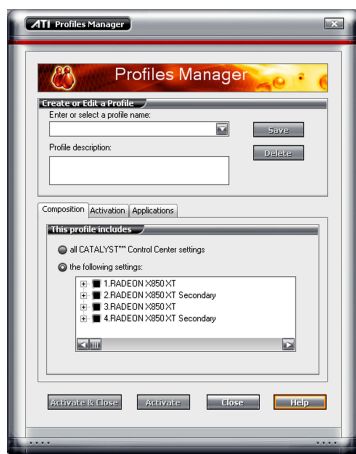 ATI Profiles Manager
Profiles Manager
Create or Edit a Profile
Enter or select a profile name:
Save
Profile description:
Delete
Composition Activation Applications
This profile includes
all CATALYST™ Control Center settings
the following settings:
1.RADEON X850 XT
2.RADEON X850 XT Secondary
3.RADEON X850 XT
4.RADEON X850 XT Secondary
Activate & Close Activate Close Help